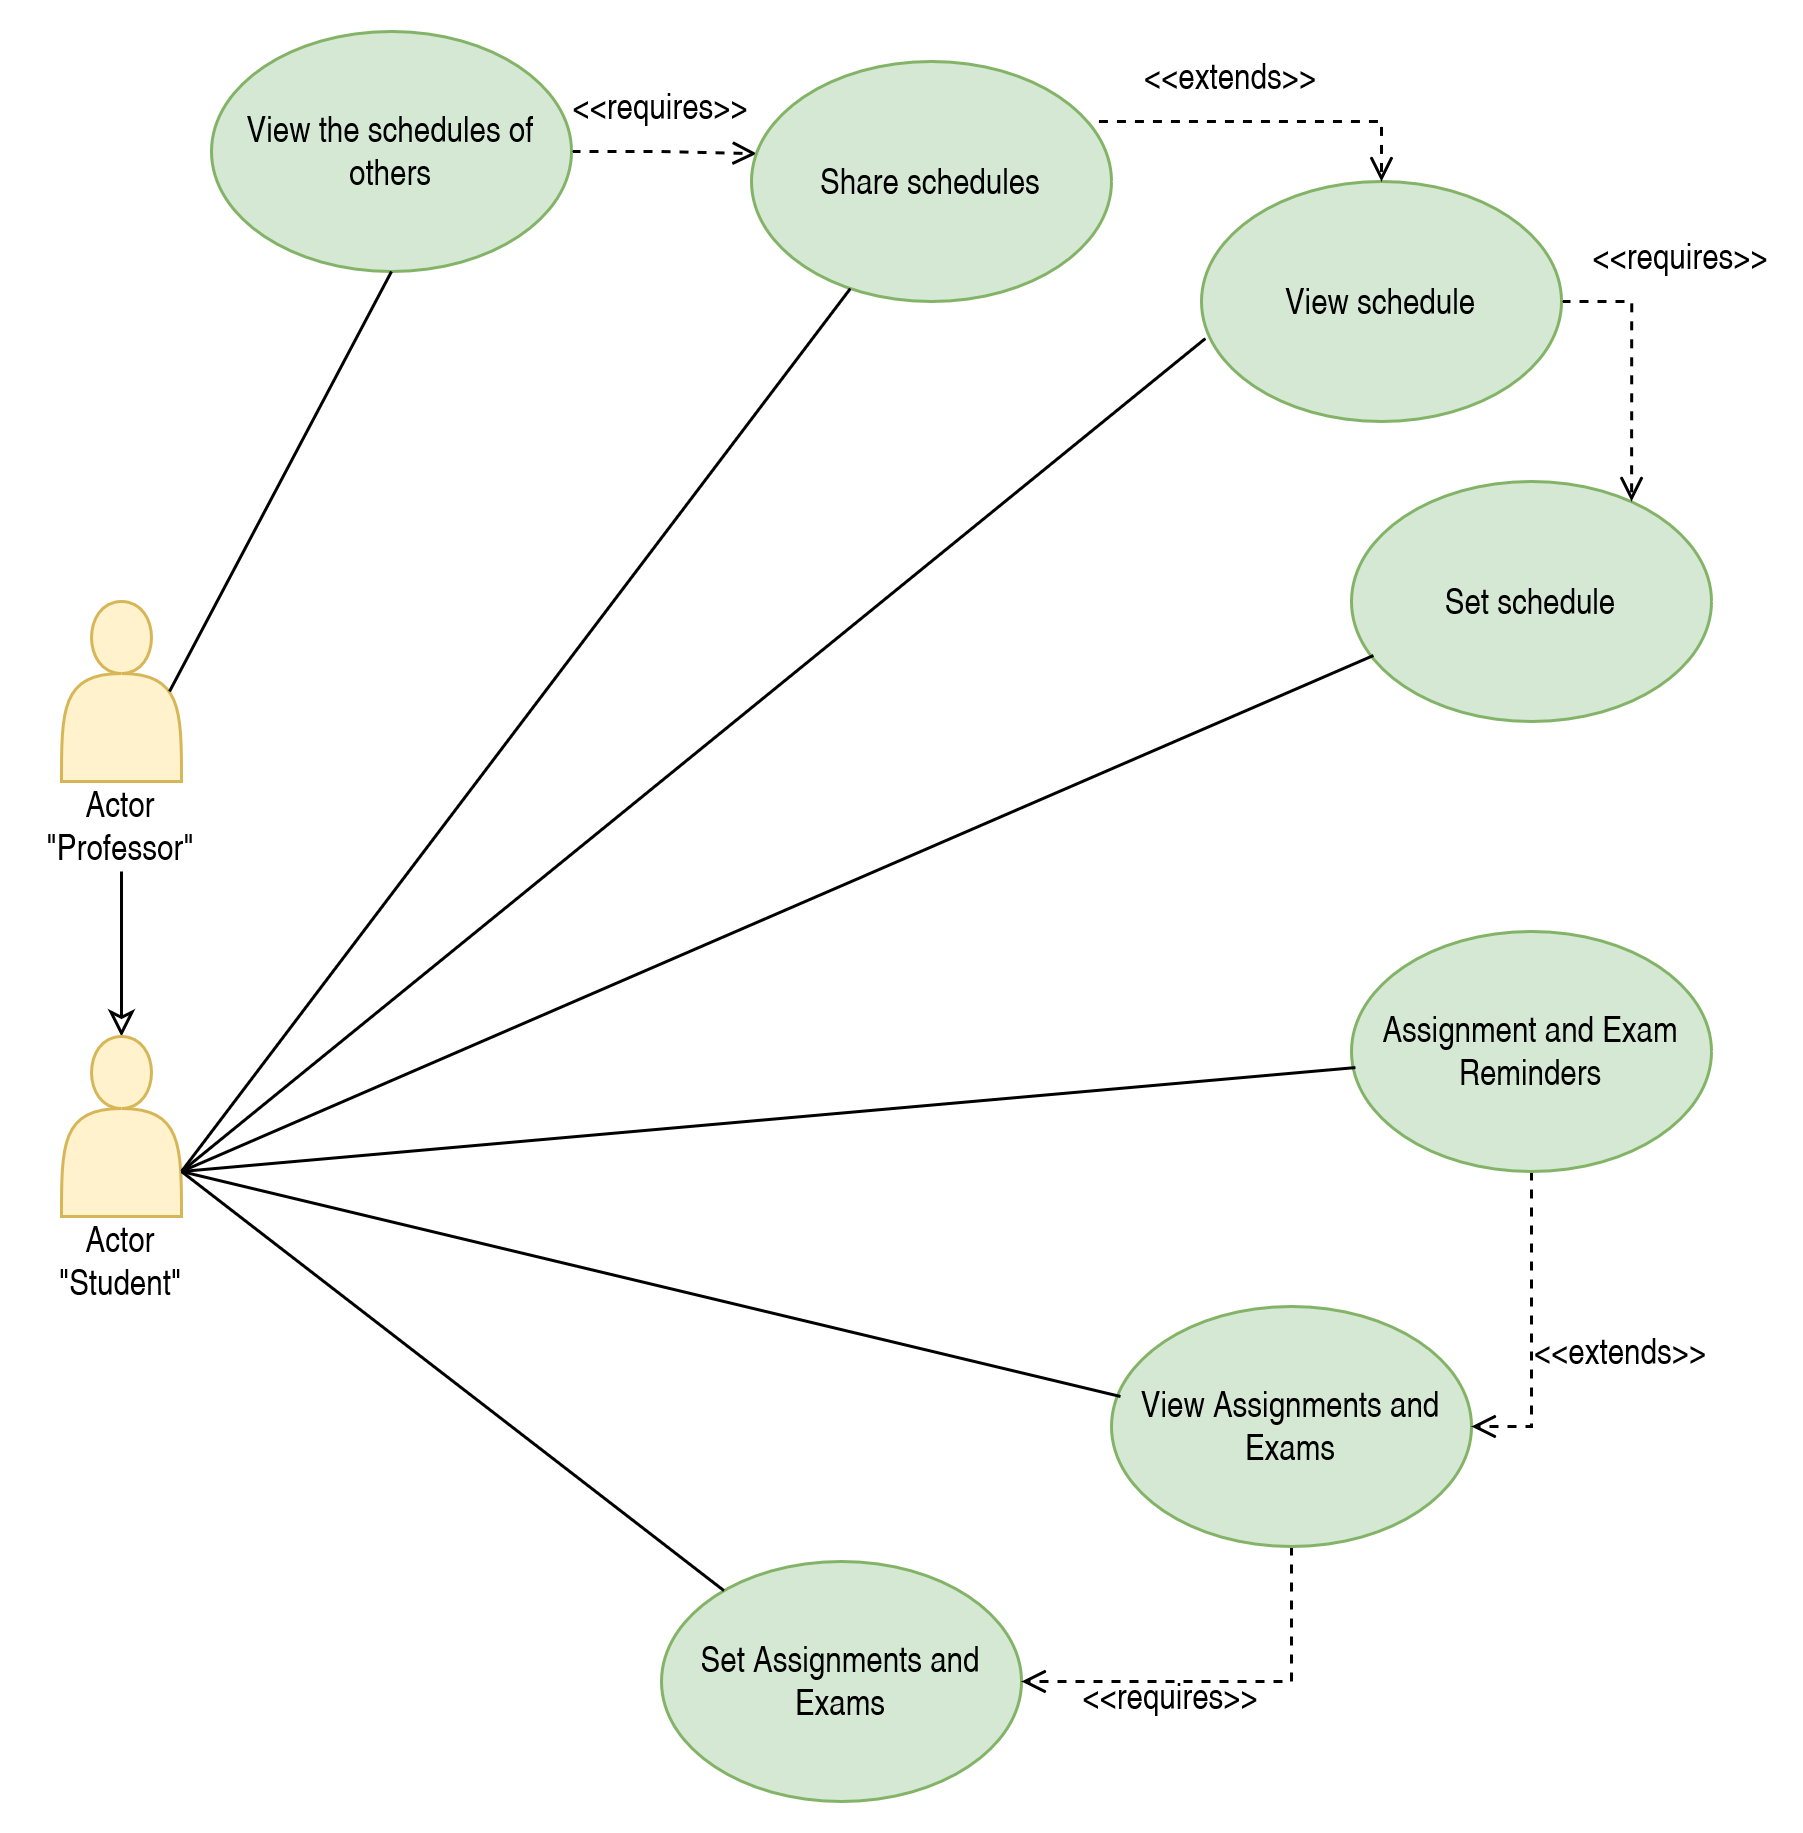 <<extends>>
View the schedules of
others
<<requires>>
Share schedules
<<requires>>
View schedule
Set schedule
Actor
"Professor"
Assignment and Exam
Reminders
Actor
"Student"
<<extends>>
View Assignments and
Exams
Set Assignments and
Exams
<<requires>>